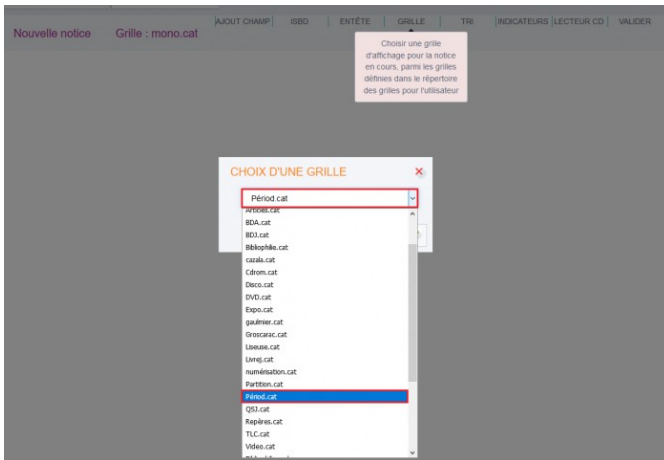 AJOUT CHAMP ISBD ENTÊTE GRILLE TRI INDICATEURS LECTEUR CD VALIDER
Nouvelle notice Grille : mono.cat
Choisir une grille
d'affichage pour la notice
en cours, parmi les grilles
définies dans le répertoire
des grilles pour l'utilisateur
CHOIX D'UNE GRILLE
Périod.cat
Articles.cat
BDA.cat
BDJ.cat
Bibliophilie.cat
cazala.cat
Cdrom.cat
Disco.cat
DVD.cat
Expo.cat
gaulmier.cat
Groscarac.cat
Liseuse.cat
Livrej.cat
numérisation.cat
Partition.cat
Périod.cat
QSJ.cat
Repères.cat
TLC.cat
Video.cat